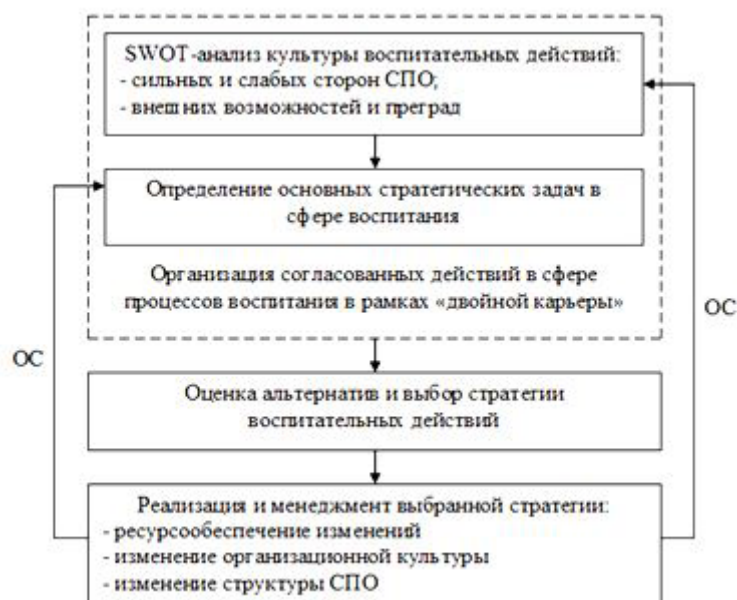 SWOT-анализ культуры воспитательных действий:
- сильных и слабых сторон СПО;
- внешних возможностей и преград
Определение основных стратегических задач в
сфере воспитания
Организация согласованных действий в сфере
процессов воспитания в рамках «двойной карьеры»
ОС
ОС
Оценка альтернатив и выбор стратегии
воспитательных действий
Реализация и менеджмент выбранной стратегии:
- ресурсообеспечение изменений
- изменение организационной культуры
- изменение структуры СПО